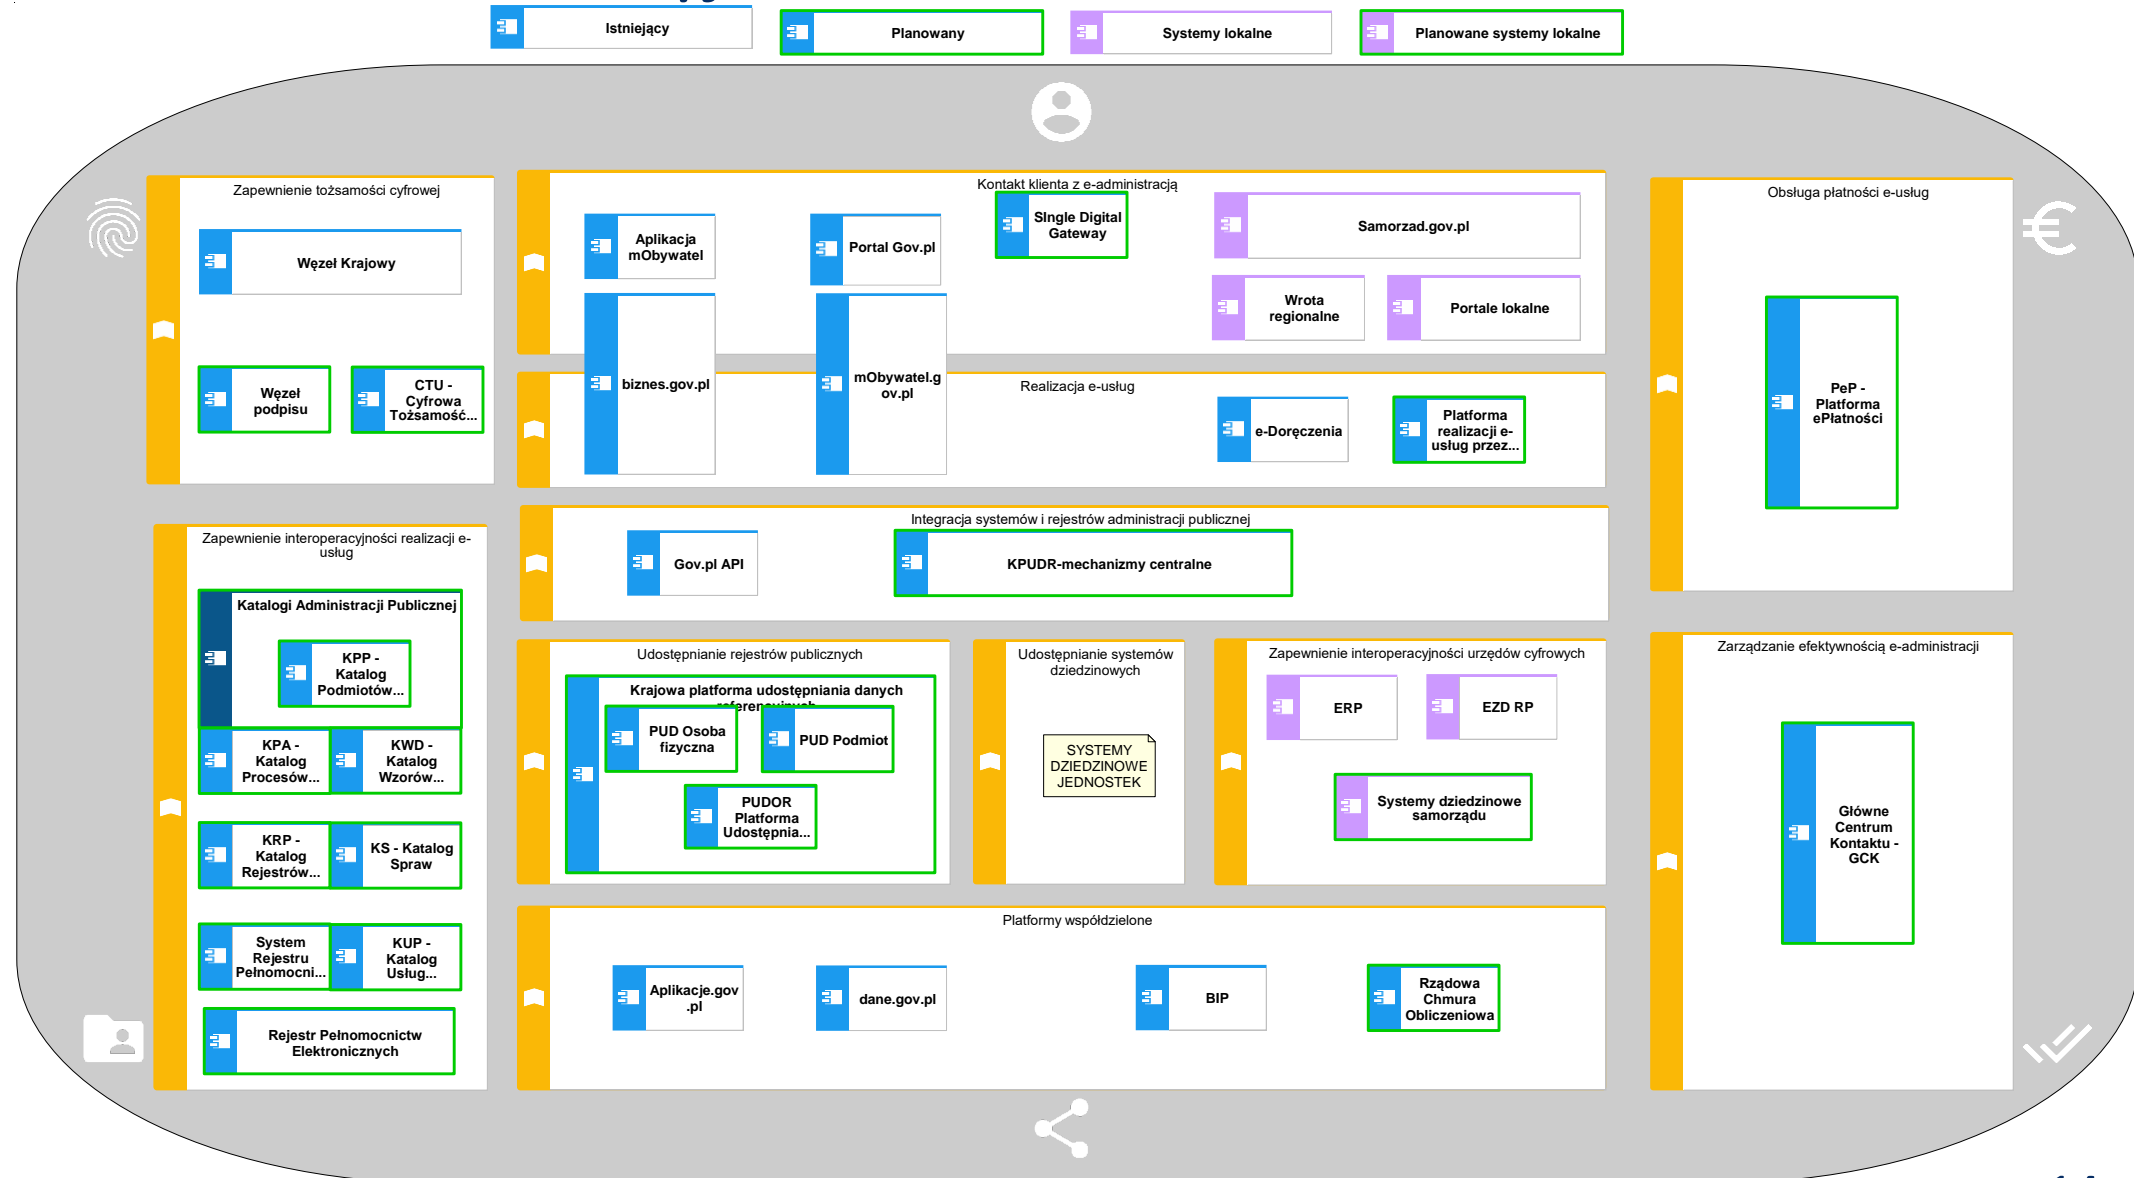 Istniejący
Planowany
Systemy lokalne
Planowane systemy lokalne
Zapewnienie tożsamości cyfrowej
Węzeł Krajowy
Węzeł
podpisu
CTU -
Cyfrowa
Tożsamość...
Kontakt klienta z e-administracją
Aplikacja
mObywatel
Portal Gov.pl
SIngle Digital
Gateway
Samorzad.gov.pl
Wrota
regionalne
Portale lokalne
biznes.gov.pl
mObywatel.g
ov.pl
Realizacja e-usług
e-Doręczenia
Platforma
realizacji e-
usług przez...
Obsługa płatności e-usług
PeP -
Platforma
ePłatności
Zapewnienie interoperacyjności realizacji e-
usług
Katalogi Administracji Publicznej
KPP -
Katalog
Podmiotów...
KPA -
Katalog
Procesów...
KWD -
Katalog
Wzorów...
KRP -
Katalog
Rejestrów...
KS - Katalog
Spraw
System
Rejestru
Pełnomocni...
KUP -
Katalog
Usług...
Rejestr Pełnomocnictw
Elektronicznych
Integracja systemów i rejestrów administracji publicznej
Gov.pl API
KPUDR-mechanizmy centralne
Udostępnianie rejestrów publicznych
Krajowa platforma udostępniania danych
referencyjnych
PUD Osoba
fizyczna
PUD Podmiot
PUDOR
Platforma
Udostępnia...
Udostępnianie systemów
dziedzinowych
SYSTEMY
DZIEDZINOWE
JEDNOSTEK
Zapewnienie interoperacyjności urzędów cyfrowych
ERP
EZD RP
Systemy dziedzinowe
samorządu
Zarządzanie efektywnością e-administracji
Główne
Centrum
Kontaktu -
GCK
Platformy współdzielone
Aplikacje.gov
.pl
dane.gov.pl
BIP
Rządowa
Chmura
Obliczeniowa